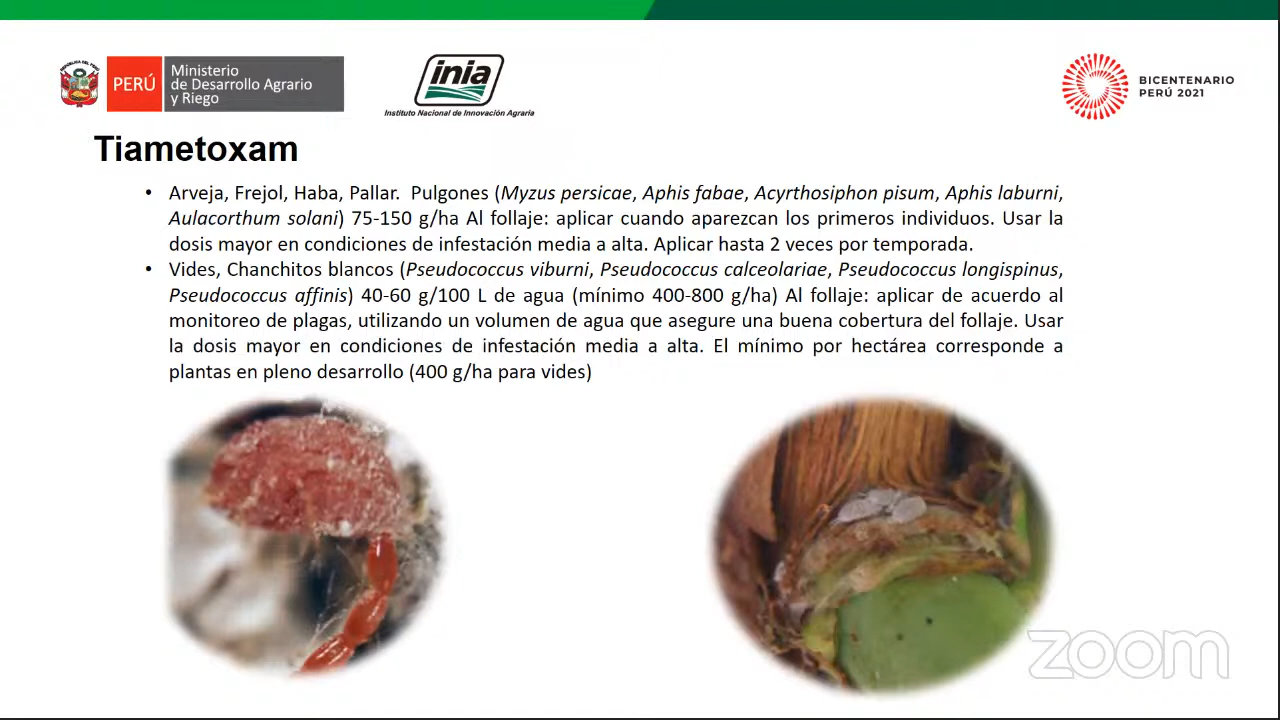 REPÚBLICA DEL PERÚ
PERÚ
Ministerio
de Desarrollo Agrario
y Riego
inia
Instituto Nacional de Innovación Agraria
BICENTENARIO
PERÚ 2021
Tiametoxam
• Arveja, Frejol, Haba, Pallar. Pulgones (Myzus persicae, Aphis fabae, Acyrthosiphon pisum, Aphis laburni,
Aulacorthum solani) 75-150 g/ha Al follaje: aplicar cuando aparezcan los primeros individuos. Usar la
dosis mayor en condiciones de infestación media a alta. Aplicar hasta 2 veces por temporada.
• Vides, Chanchitos blancos (Pseudococcus viburni, Pseudococcus calceolariae, Pseudococcus longispinus,
Pseudococcus affinis) 40-60 g/100 L de agua (mínimo 400-800 g/ha) Al follaje: aplicar de acuerdo al
monitoreo de plagas, utilizando un volumen de agua que asegure una buena cobertura del follaje. Usar
la dosis mayor en condiciones de infestación media a alta. El mínimo por hectárea corresponde a
plantas en pleno desarrollo (400 g/ha para vides)
zoom